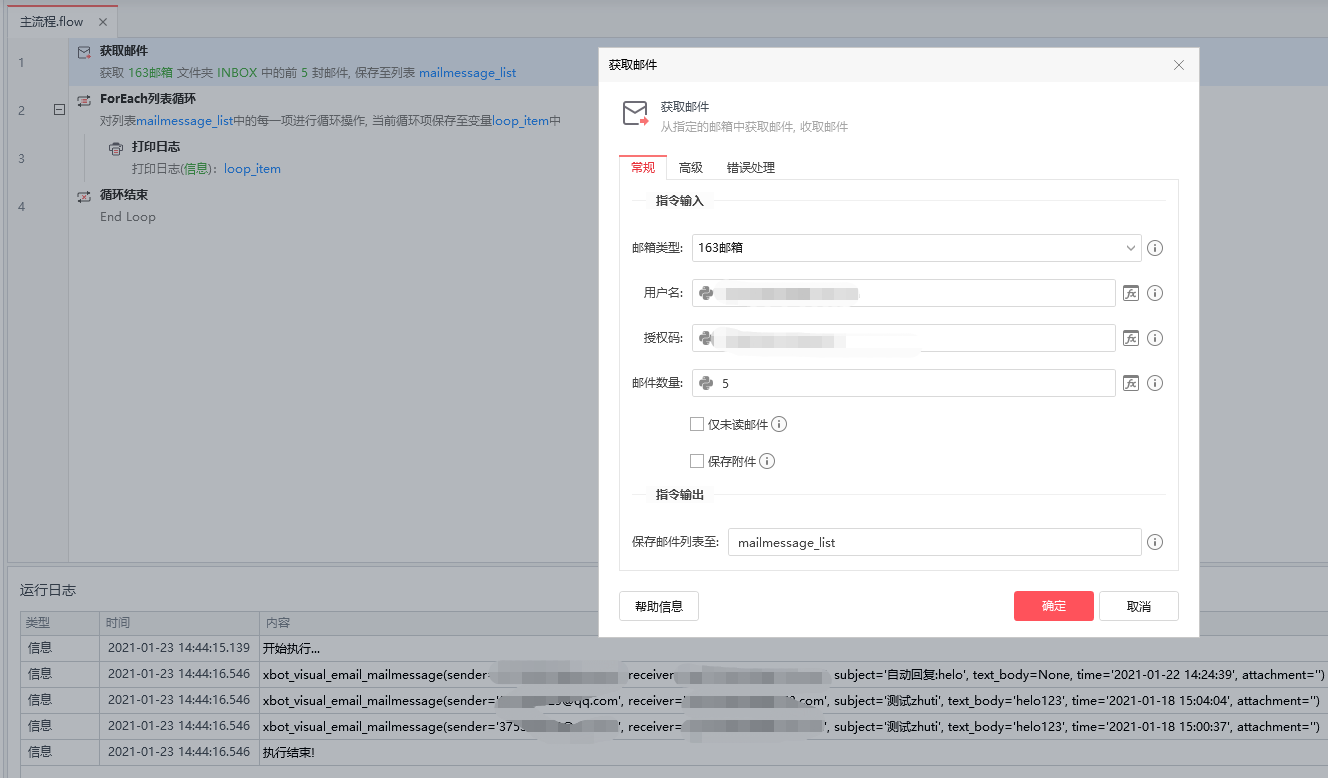 主流程.flow
1
获取邮件
获取 163邮箱 文件夹 INBOX 中的前 5 封邮件, 保存至列表 mailmessage_list
2
ForEach列表循环
对列表mailmessage_list中的每一项进行循环操作, 当前循环项保存至变量loop_item中
3
打印日志
打印日志(信息): loop_item
4
循环结束
End Loop
获取邮件
获取邮件
从指定的邮箱中获取邮件, 收取邮件
常规 高级 错误处理
指令输入
邮箱类型: 163邮箱
用户名:
授权码:
邮件数量: 5
仅未读邮件
保存附件
指令输出
保存邮件列表至: mailmessage_list
帮助信息 确定 取消
运行日志
类型 时间 内容
信息 2021-01-23 14:44:15.139 开始执行...
信息 2021-01-23 14:44:16.546 xbot_visual_email_mailmessage(sender= receiver , subject='自动回复:helo', text_body=None, time='2021-01-22 14:24:39', attachment='')
信息 2021-01-23 14:44:16.546 xbot_visual_email_mailmessage(sender=' @qq.com', receiver=' .com', subject='测试zhuti', text_body='helo123', time='2021-01-18 15:04:04', attachment='')
信息 2021-01-23 14:44:16.546 xbot_visual_email_mailmessage(sender='375 ', receiver= ', subject='测试zhuti', text_body='helo123', time='2021-01-18 15:00:37', attachment='')
信息 2021-01-23 14:44:16.546 执行结束!